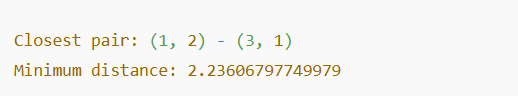 Closest pair: (1, 2) - (3, 1)
Minimum distance: 2.23606797749979